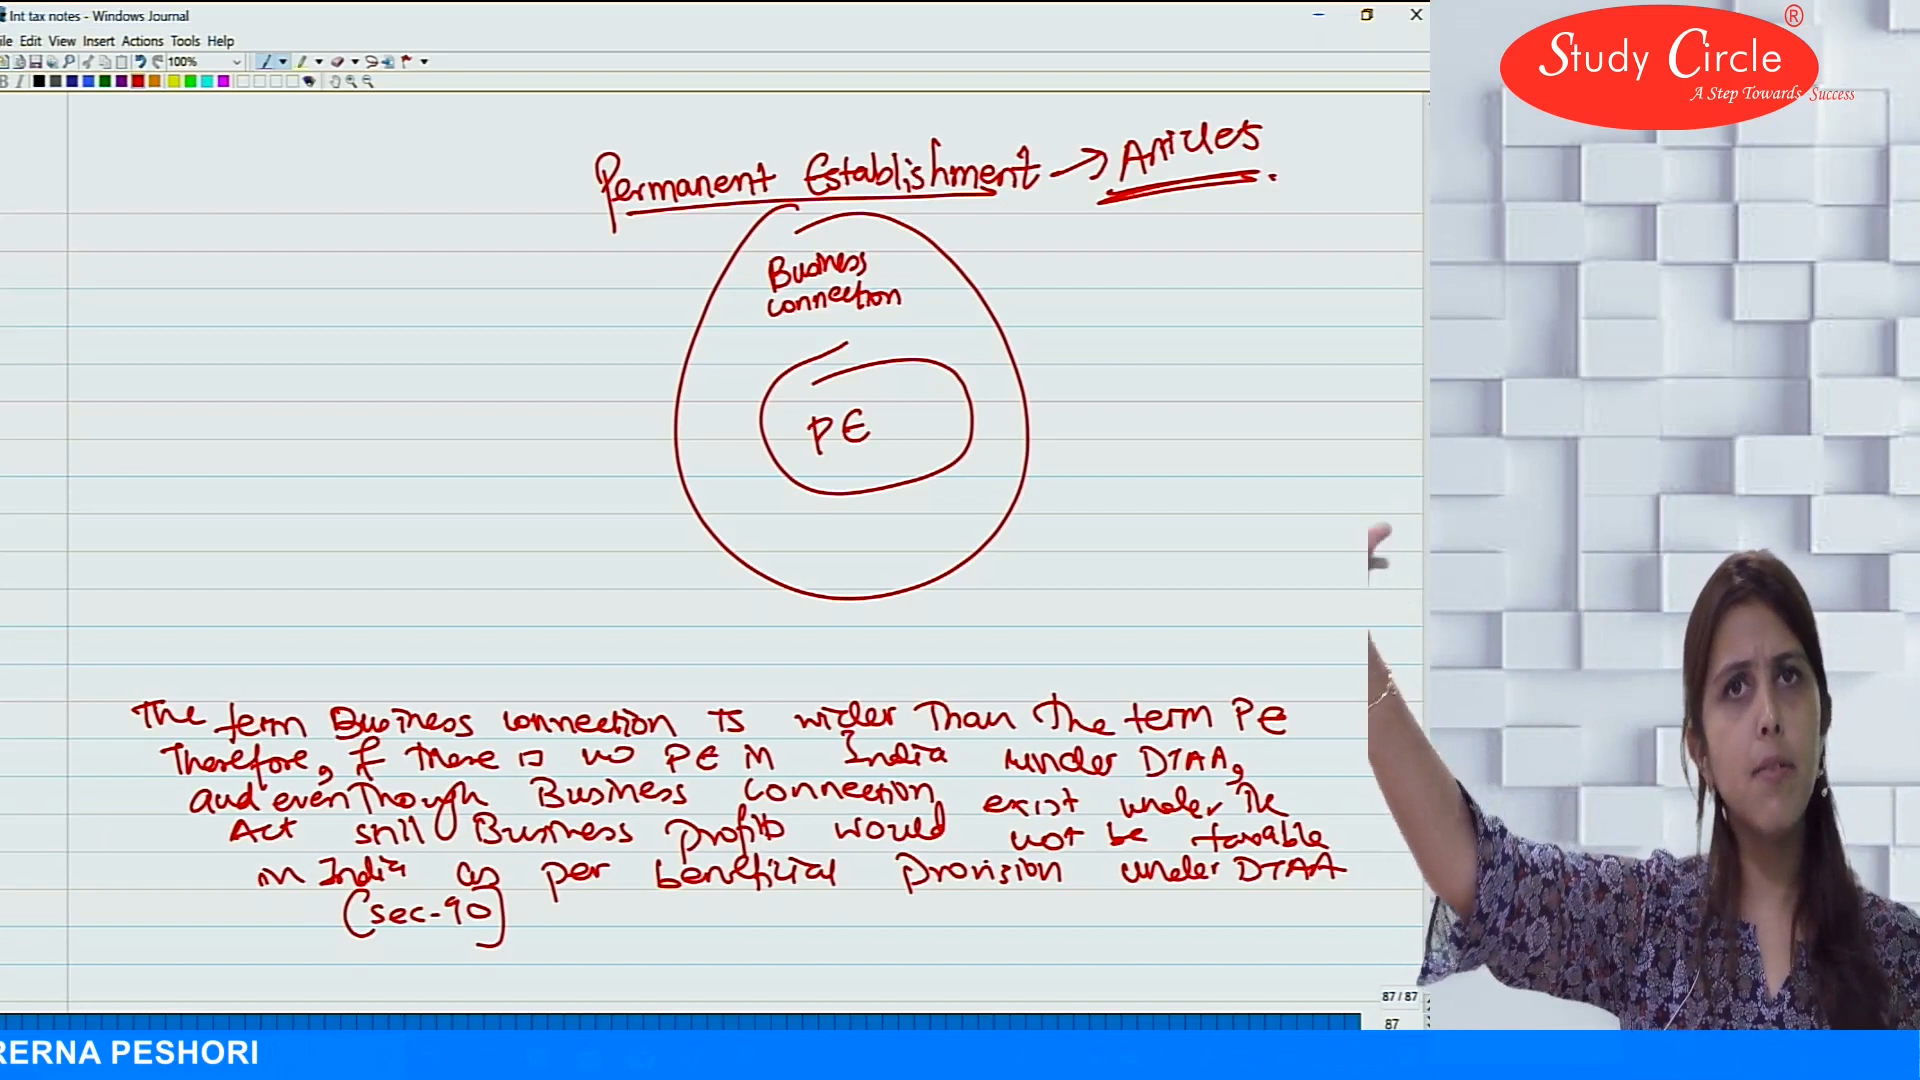 Int tax notes - Windows Journal
ile Edit View Insert Actions Tools Help
100%
B I
Study Circle ®
A Step Towards Success
Permanent Establishment → Articles.
Business
connection
PE
The term Business connection is wider Than The term PE
Therefore, if there is no PE in India under DTAA,
and even Though Business connection exist under The
Act still Business profits would not be taxable
in India as per beneficial provision under DTAA
(sec-90]
87 / 87
87
RERNA PESHORI